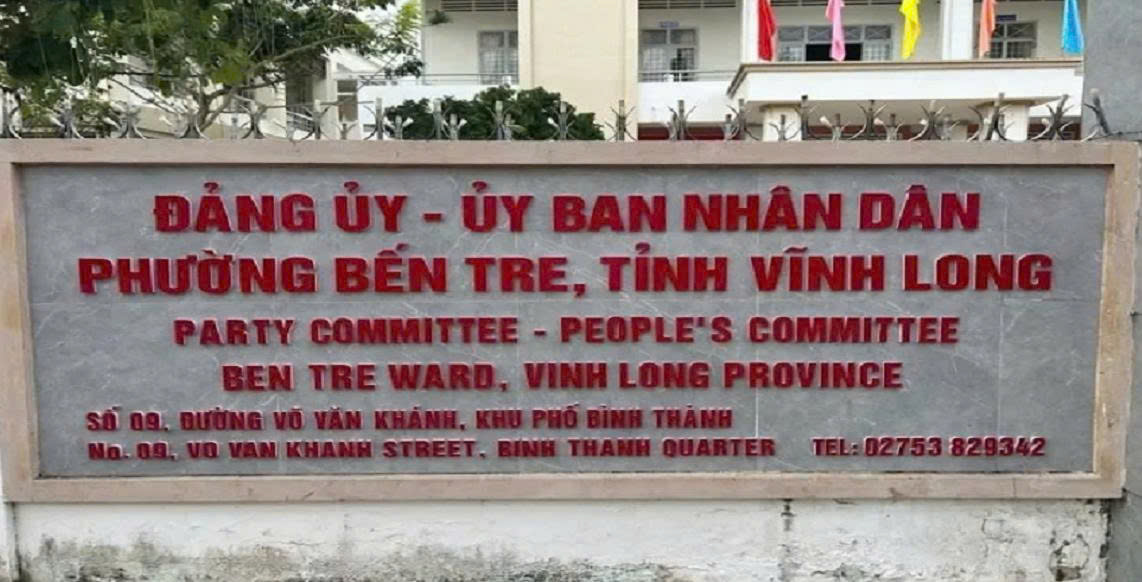 ĐẢNG ỦY - ỦY BAN NHÂN DÂN
PHƯỜNG BẾN TRE, TỈNH VĨNH LONG
PARTY COMMITTEE - PEOPLE'S COMMITTEE
BEN TRE WARD, VINH LONG PROVINCE
SỐ 09, ĐƯỜNG VÕ VĂN KHÁNH, KHU PHỐ BÌNH THÀNH
No. 09, VO VAN KHANH STREET, BINH THANH QUARTER TEL: 02753 829342